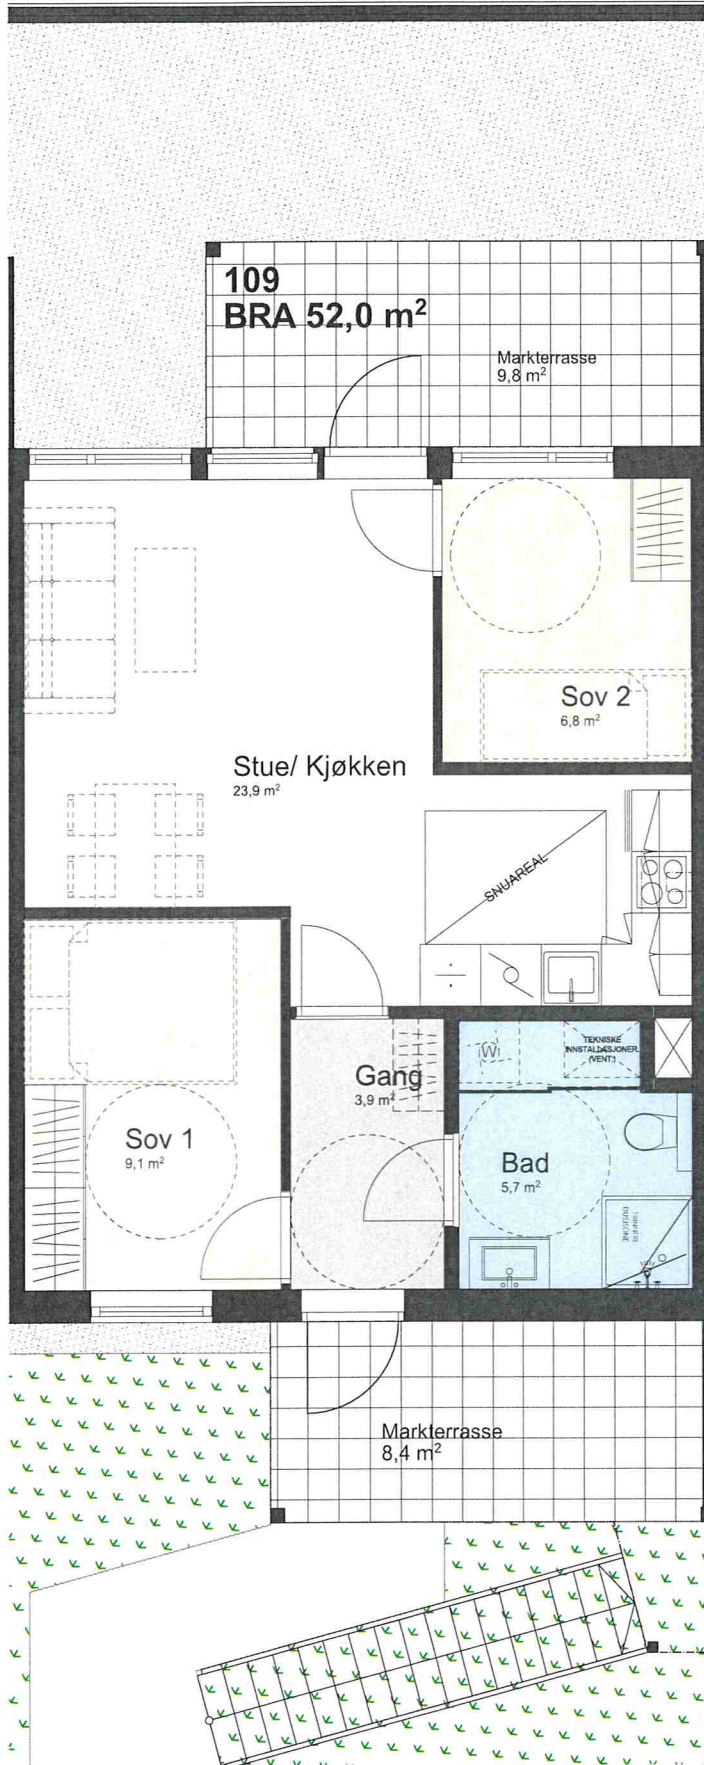 109
BRA 52,0 m²
Markterrasse
9,8 m²
Sov 2
6,8 m²
Stue/ Kjøkken
23,9 m²
SNUAREAL
W
TEKNISKE
INNSTALLASJONER
(VENT.)
Gang
3,9 m²
Sov 1
9,1 m²
Bad
5,7 m²
TRINNFRI
DUSJSONE
Markterrasse
8,4 m²